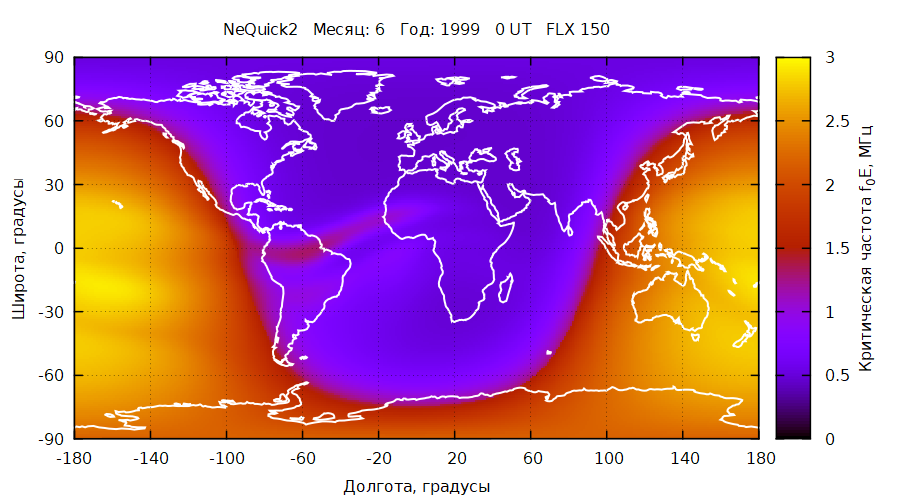 NeQuick2 Месяц: 6 Год: 1999 0 UT FLX 150
90
60
30
0
-30
-60
-90
Широта, градусы
-180 -140 -100 -60 -20 20 60 100 140 180
Долгота, градусы
3
2.5
2
1.5
1
0.5
0
Критическая частота f₀E, МГц